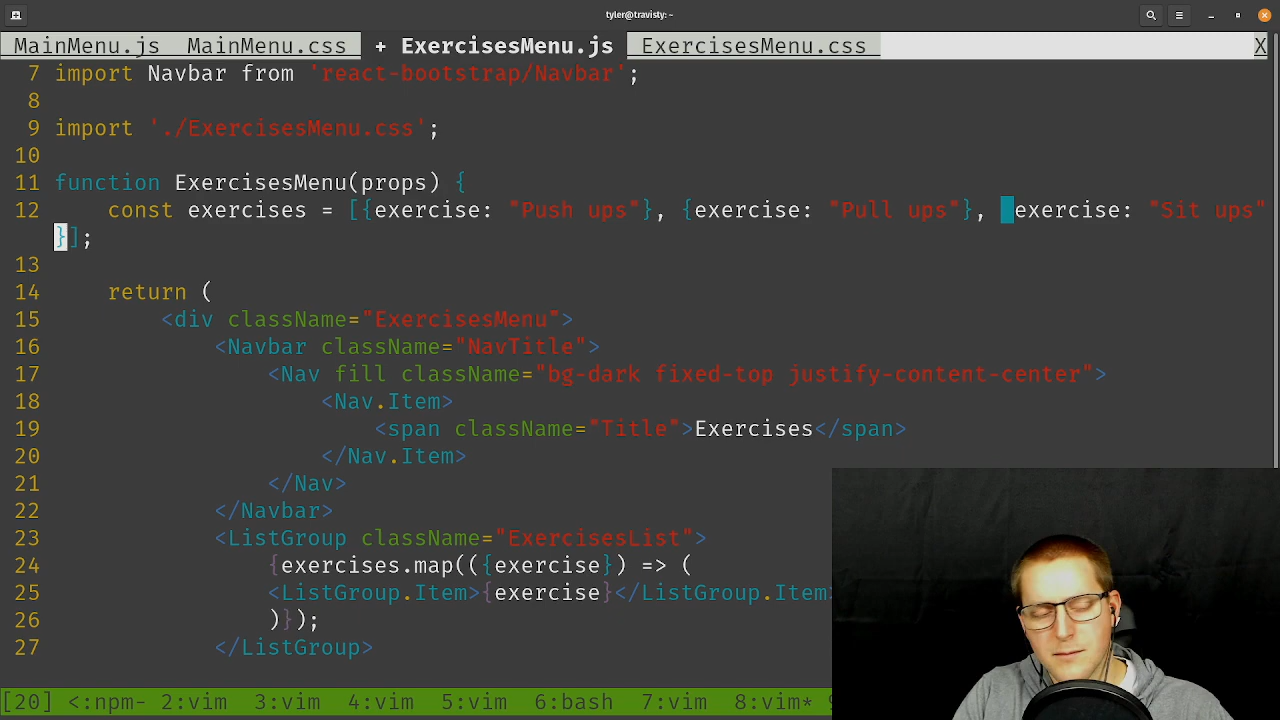 tyler@travisty: ~
MainMenu.js MainMenu.css + ExercisesMenu.js ExercisesMenu.css X
7 import Navbar from 'react-bootstrap/Navbar';
8
9 import './ExercisesMenu.css';
10
11 function ExercisesMenu(props) {
12 const exercises = [{exercise: "Push ups"}, {exercise: "Pull ups"}, exercise: "Sit ups"
}];
13
14 return (
15 <div className="ExercisesMenu">
16 <Navbar className="NavTitle">
17 <Nav fill className="bg-dark fixed-top justify-content-center">
18 <Nav.Item>
19 <span className="Title">Exercises</span>
20 </Nav.Item>
21 </Nav>
22 </Navbar>
23 <ListGroup className="ExercisesList">
24 {exercises.map(({exercise}) => (
25 <ListGroup.Item>{exercise}</ListGroup.Item>
26 )});
27 </ListGroup>
[20] <:npm- 2:vim 3:vim 4:vim 5:vim 6:bash 7:vim 8:vim*